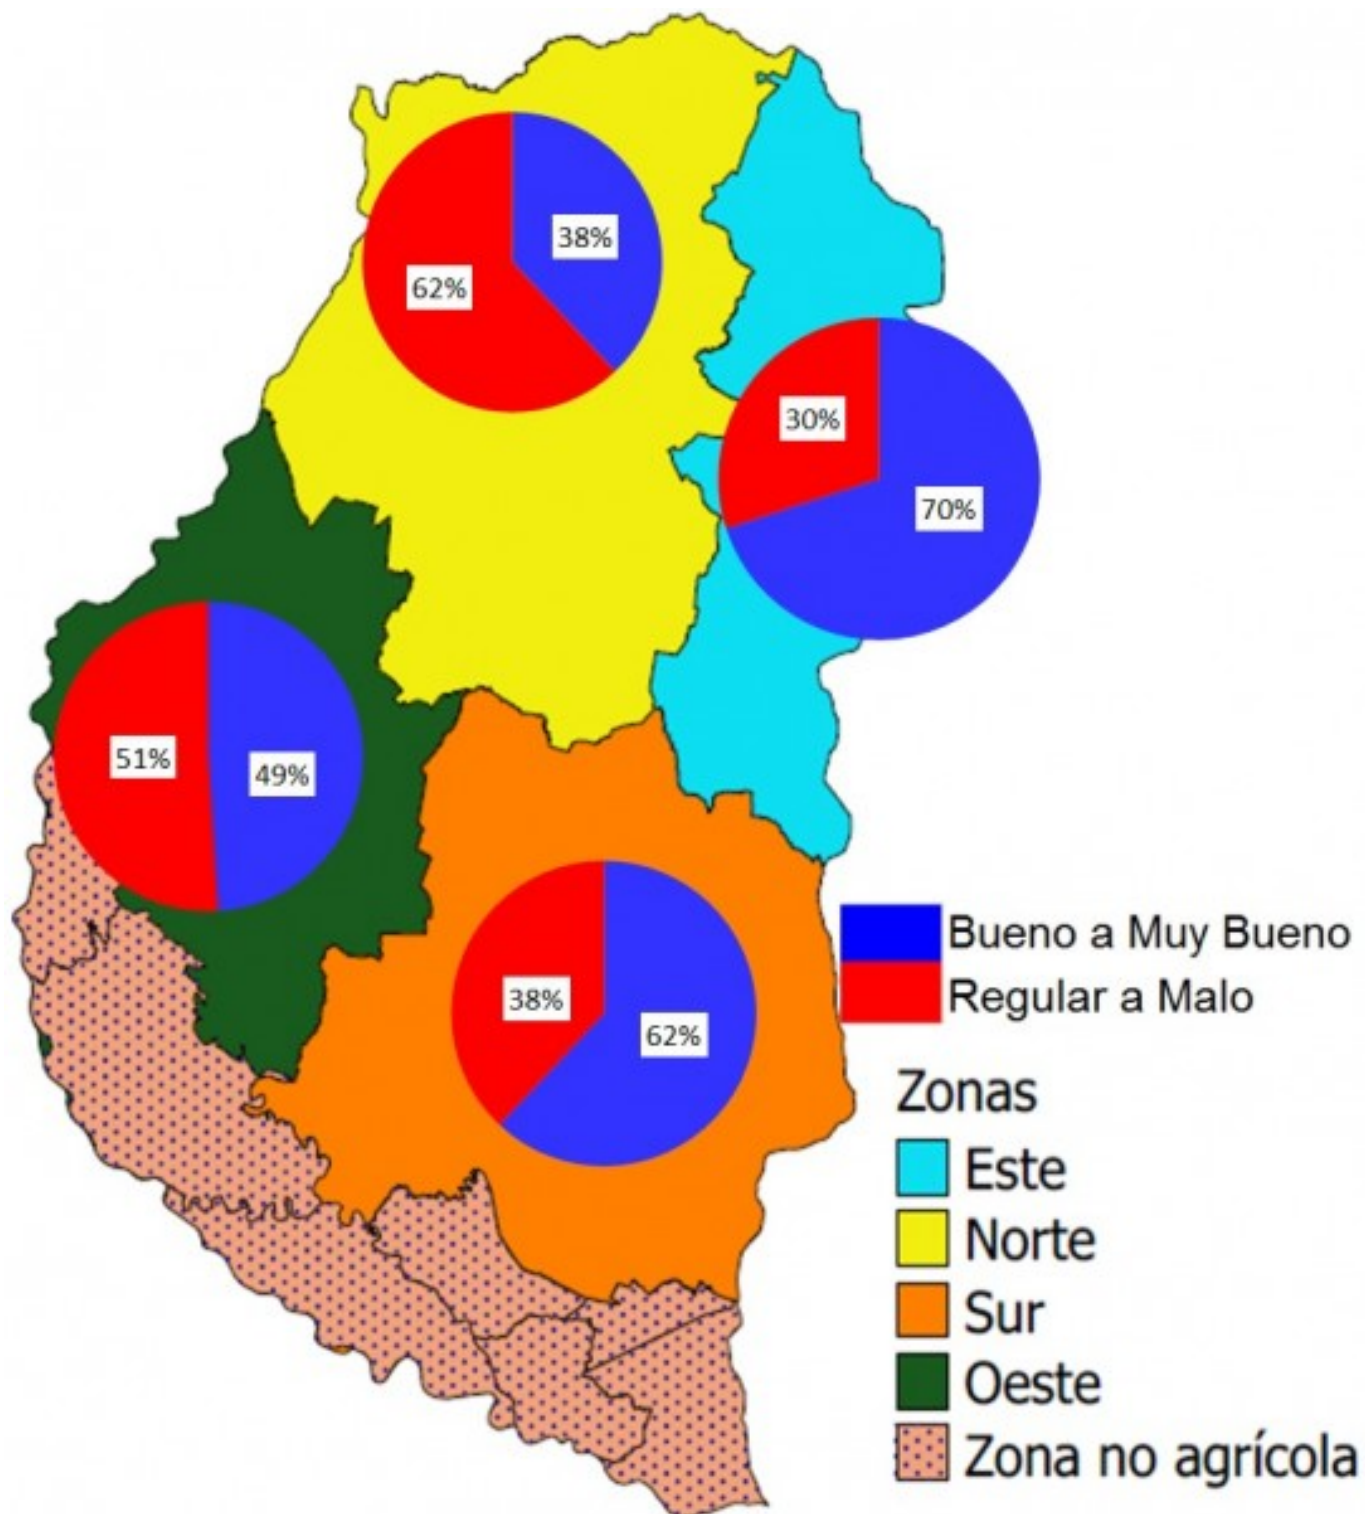 38%
62%
30%
70%
51%
49%
38%
62%
Bueno a Muy Bueno
Regular a Malo
Zonas
Este
Norte
Sur
Oeste
Zona no agrícola